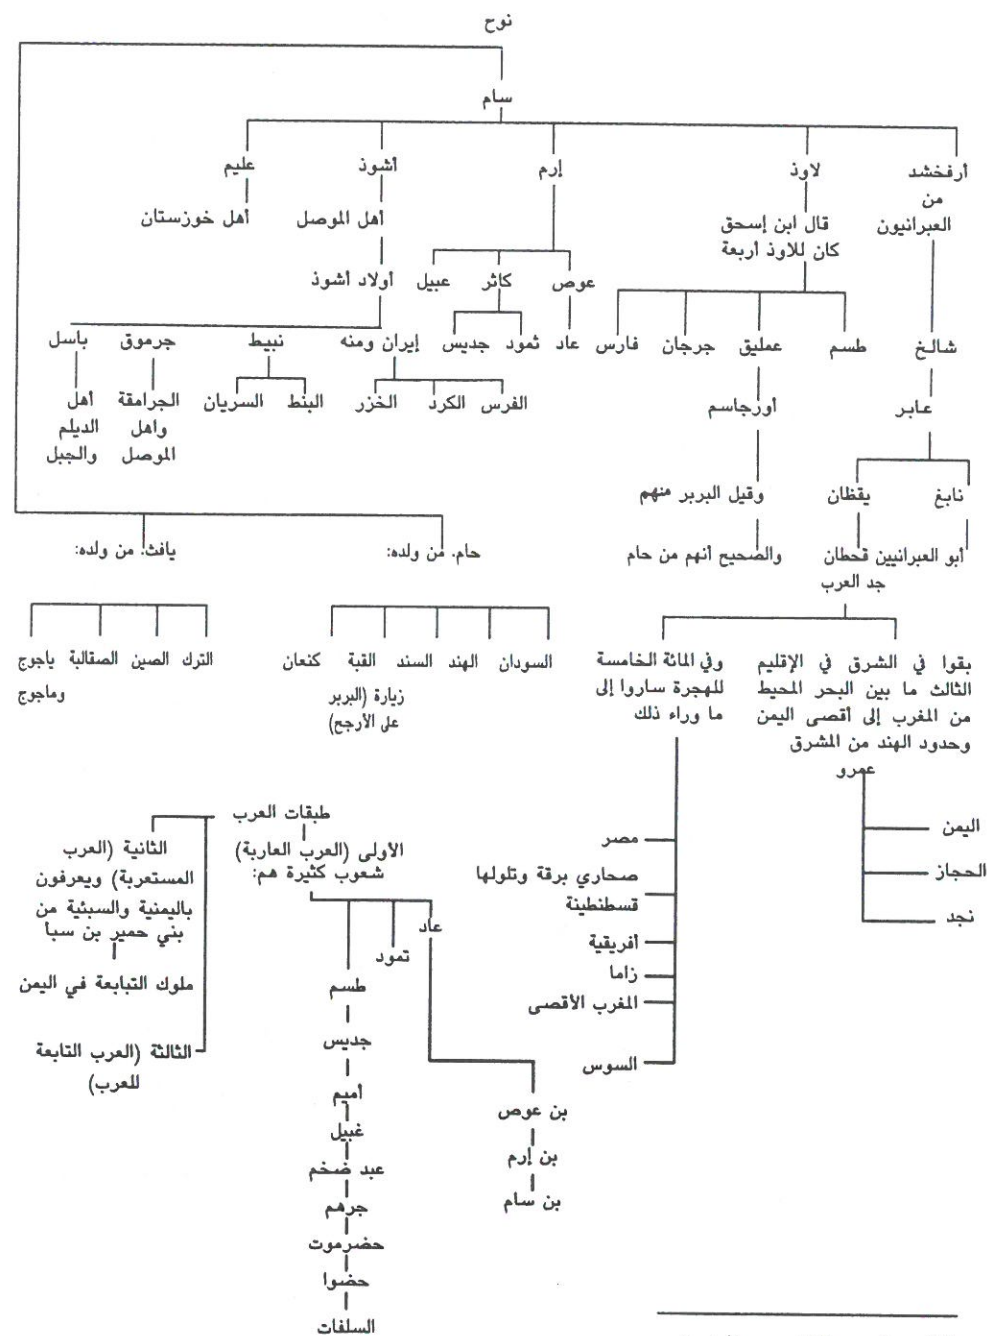 نوح
سام
أرفخشد
من
العبرانيون
لاوذ
إرم
أشوذ
عليم
قال ابن إسحق
كان للاوذ أربعة
أهل الموصل
أهل خوزستان
عوص
كاثر
عبيل
أولاد أشوذ
شالخ
طسم
عمليق
جرجان
فارس
عاد
ثمود
جديس
إيران ومنه
نبيط
جرموق
باسل
عابر
أورجاسم
الفرس
الكرد
الخزر
البنط
السريان
الجرامقة
واهل
الموصل
أهل
الديلم
والجبل
نابغ
يقظان
وقيل البربر منهم
أبو العبرانيين
قحطان
جد العرب
والصحيح أنهم من حام
حام. من ولده:
يافث. من ولده:
السودان
الهند
السند
القبة
كنعان
زيارة (البربر
على الأرجح)
الترك
الصين
الصقالبة
ياجوج
وماجوج
بقوا في الشرق في الإقليم
الثالث ما بين البحر المحيط
من المغرب إلى أقصى اليمن
وحدود الهند من المشرق
عمرو
اليمن
الحجاز
نجد
وفي المائة الخامسة
للهجرة ساروا إلى
ما وراء ذلك
مصر
صحاري برقة وتلولها
قسطنطينة
أفريقية
زاما
المغرب الأقصى
السوس
طبقات العرب
الأولى (العرب العاربة)
شعوب كثيرة هم:
عاد
ثمود
طسم
جديس
أميم
غبيل
عبد ضخم
جرهم
حضرموت
حضوا
السلفات
بن عوص
بن إرم
بن سام
الثانية (العرب
المستعربة) ويعرفون
باليمنية والسبئية من
بني حمير بن سبا
ملوك التبابعة في اليمن
الثالثة (العرب التابعة
للعرب)